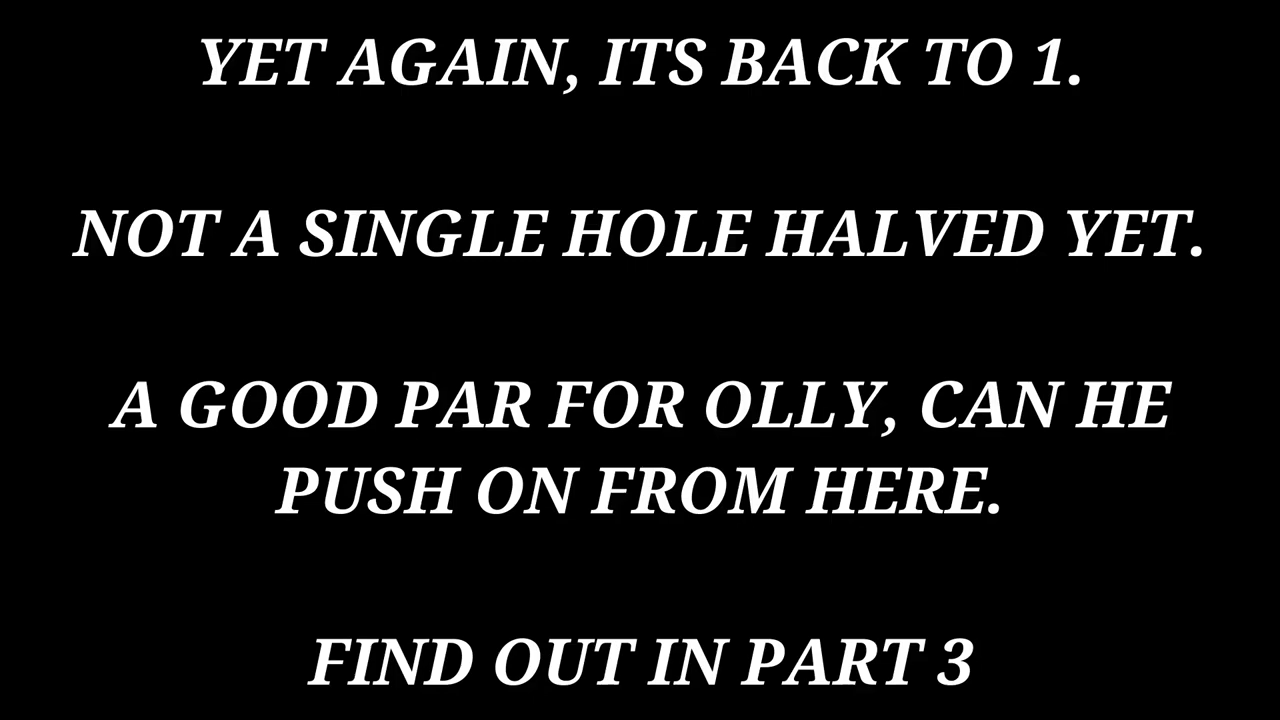 YET AGAIN, ITS BACK TO 1.
NOT A SINGLE HOLE HALVED YET.
A GOOD PAR FOR OLLY, CAN HE
PUSH ON FROM HERE.
FIND OUT IN PART 3